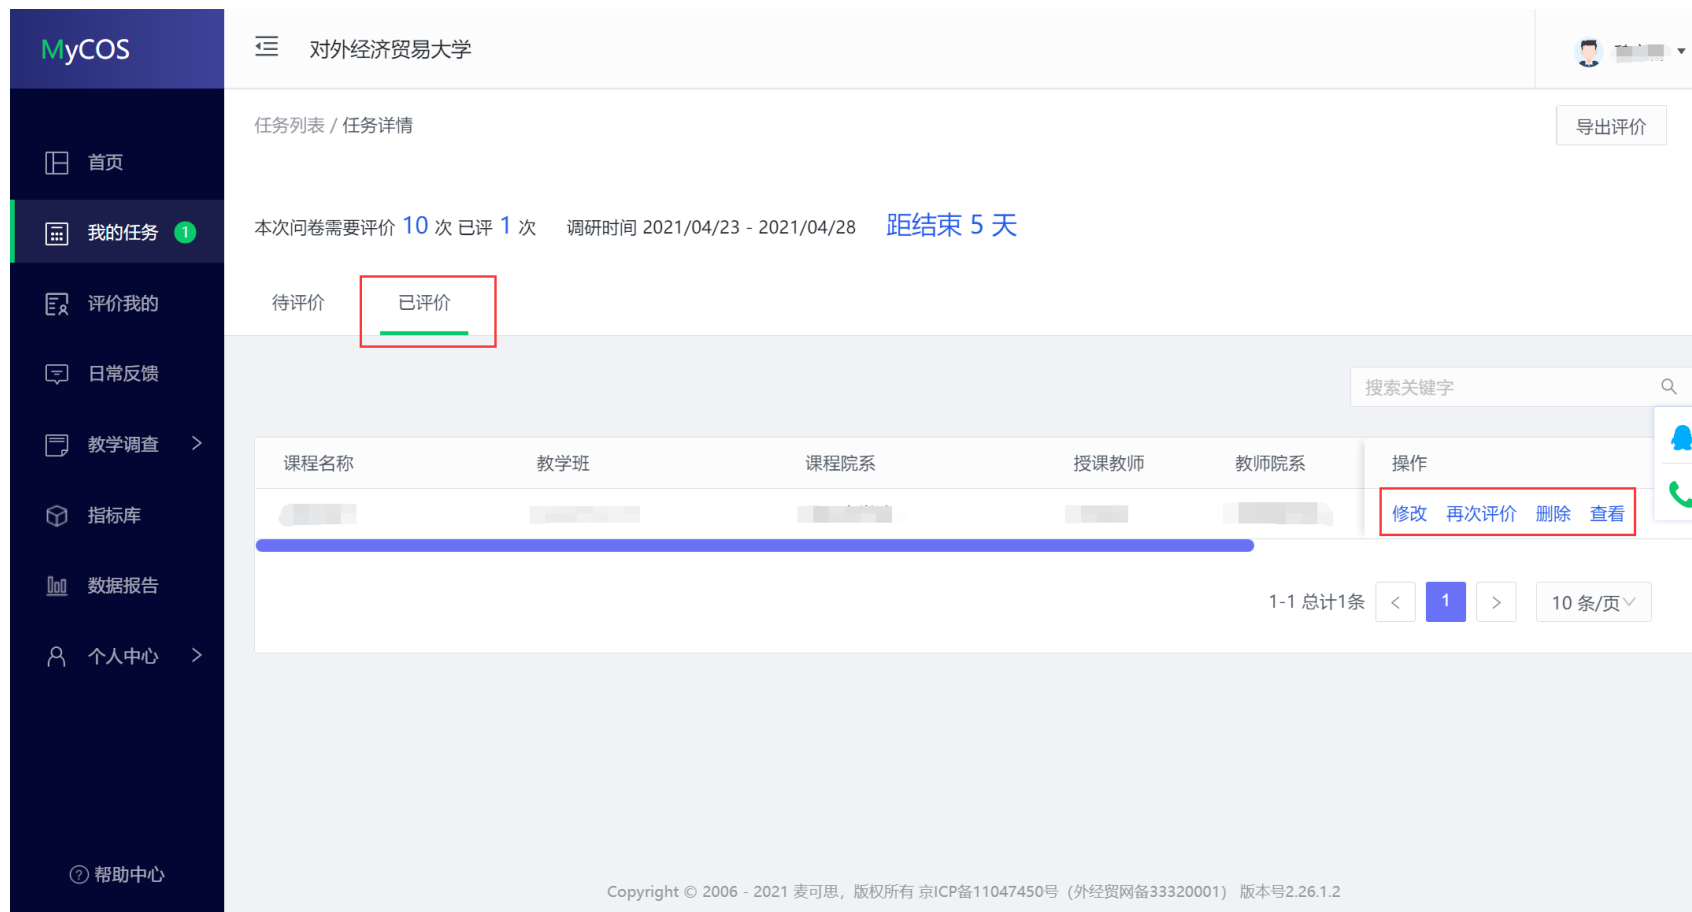 MyCOS
对外经济贸易大学
首页
我的任务 1
评价我的
日常反馈
教学调查
指标库
数据报告
个人中心
帮助中心
任务列表 / 任务详情
导出评价
本次问卷需要评价 10 次 已评 1 次 调研时间 2021/04/23 - 2021/04/28 距结束 5 天
待评价 已评价
搜索关键字
课程名称 教学班 课程院系 授课教师 教师院系 操作
修改 再次评价 删除 查看
1-1 总计1条 < 1 > 10 条/页
Copyright © 2006 - 2021 麦可思，版权所有 京ICP备11047450号（外经贸网备33320001） 版本号2.26.1.2